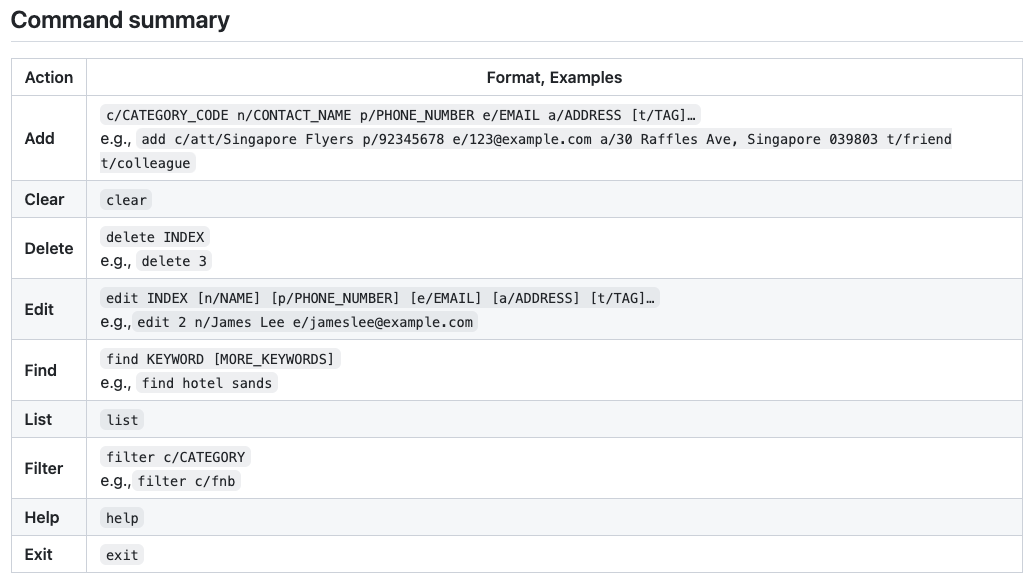 Command summary
Action Format, Examples
Add
c/CATEGORY_CODE n/CONTACT_NAME p/PHONE_NUMBER e/EMAIL a/ADDRESS [t/TAG]…
e.g., add c/att/Singapore Flyers p/92345678 e/123@example.com a/30 Raffles Ave, Singapore 039803 t/friend
t/colleague
Clear clear
Delete
delete INDEX
e.g., delete 3
Edit
edit INDEX [n/NAME] [p/PHONE_NUMBER] [e/EMAIL] [a/ADDRESS] [t/TAG]…
e.g., edit 2 n/James Lee e/jameslee@example.com
Find
find KEYWORD [MORE_KEYWORDS]
e.g., find hotel sands
List list
Filter
filter c/CATEGORY
e.g., filter c/fnb
Help help
Exit exit